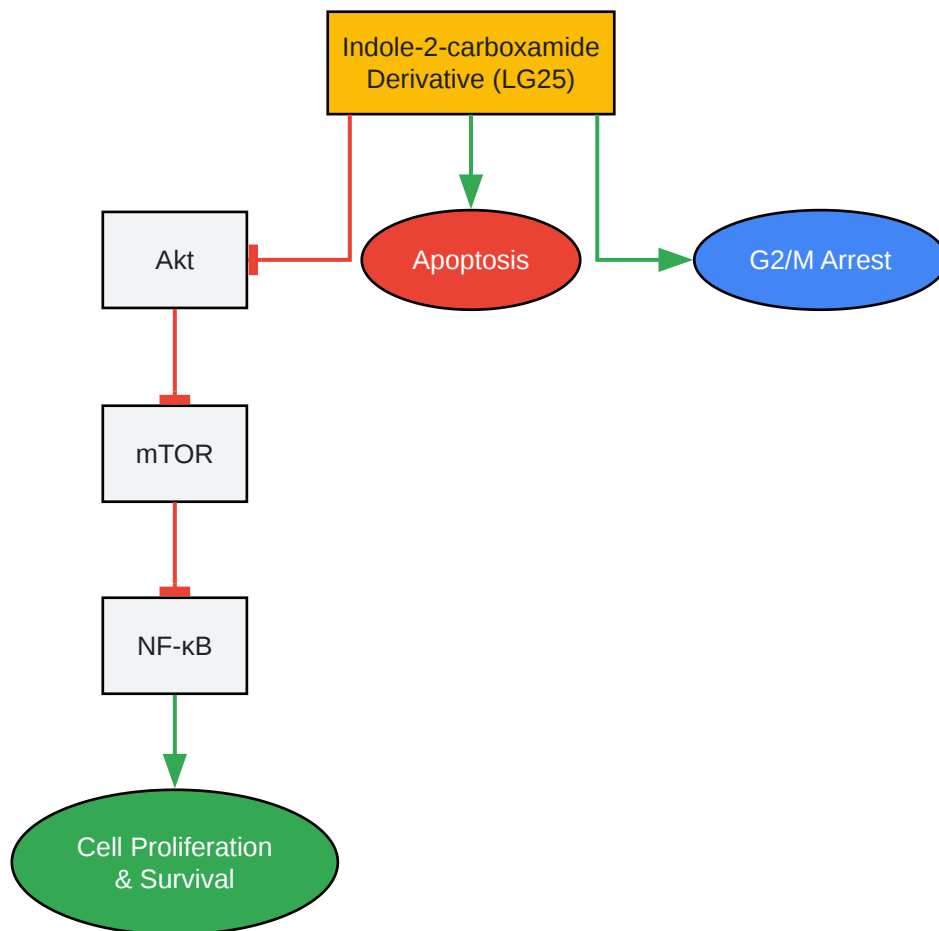 Indole-2-carboxamide
Derivative (LG25)
Akt
Apoptosis
G2/M Arrest
mTOR
NF-κB
Cell Proliferation
& Survival